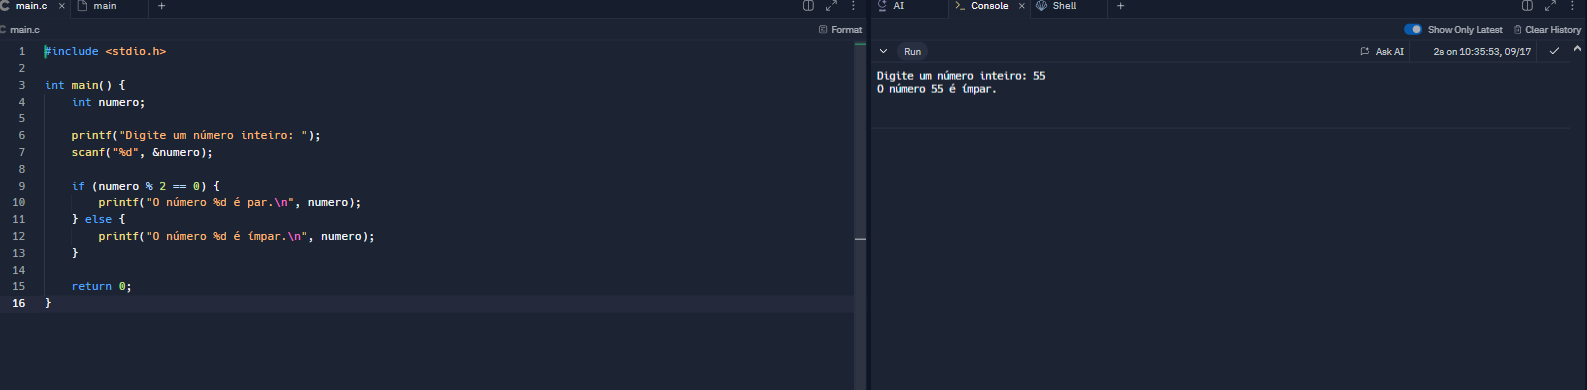 main.c × main +
main.c Format
1 #include <stdio.h>
2
3 int main() {
4 int numero;
5
6 printf("Digite um número inteiro: ");
7 scanf("%d", &numero);
8
9 if (numero % 2 == 0) {
10 printf("O número %d é par.\n", numero);
11 } else {
12 printf("O número %d é ímpar.\n", numero);
13 }
14
15 return 0;
16 }
AI >_ Console × Shell +
Show Only Latest Clear History
Run Ask AI 2s on 10:35:53, 09/17
Digite um número inteiro: 55
O número 55 é ímpar.